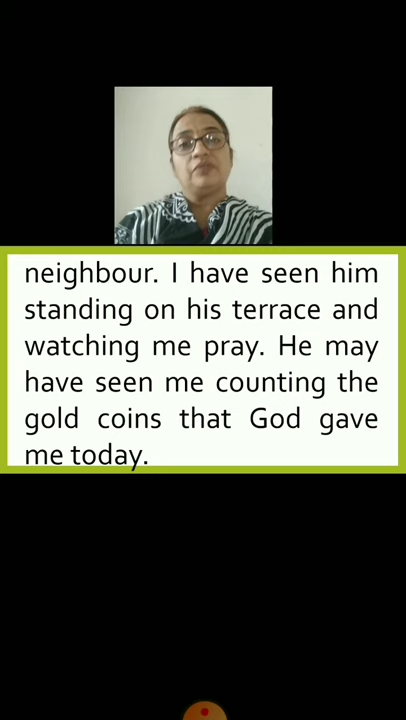 neighbour. I have seen him
standing on his terrace and
watching me pray. He may
have seen me counting the
gold coins that God gave
me today.